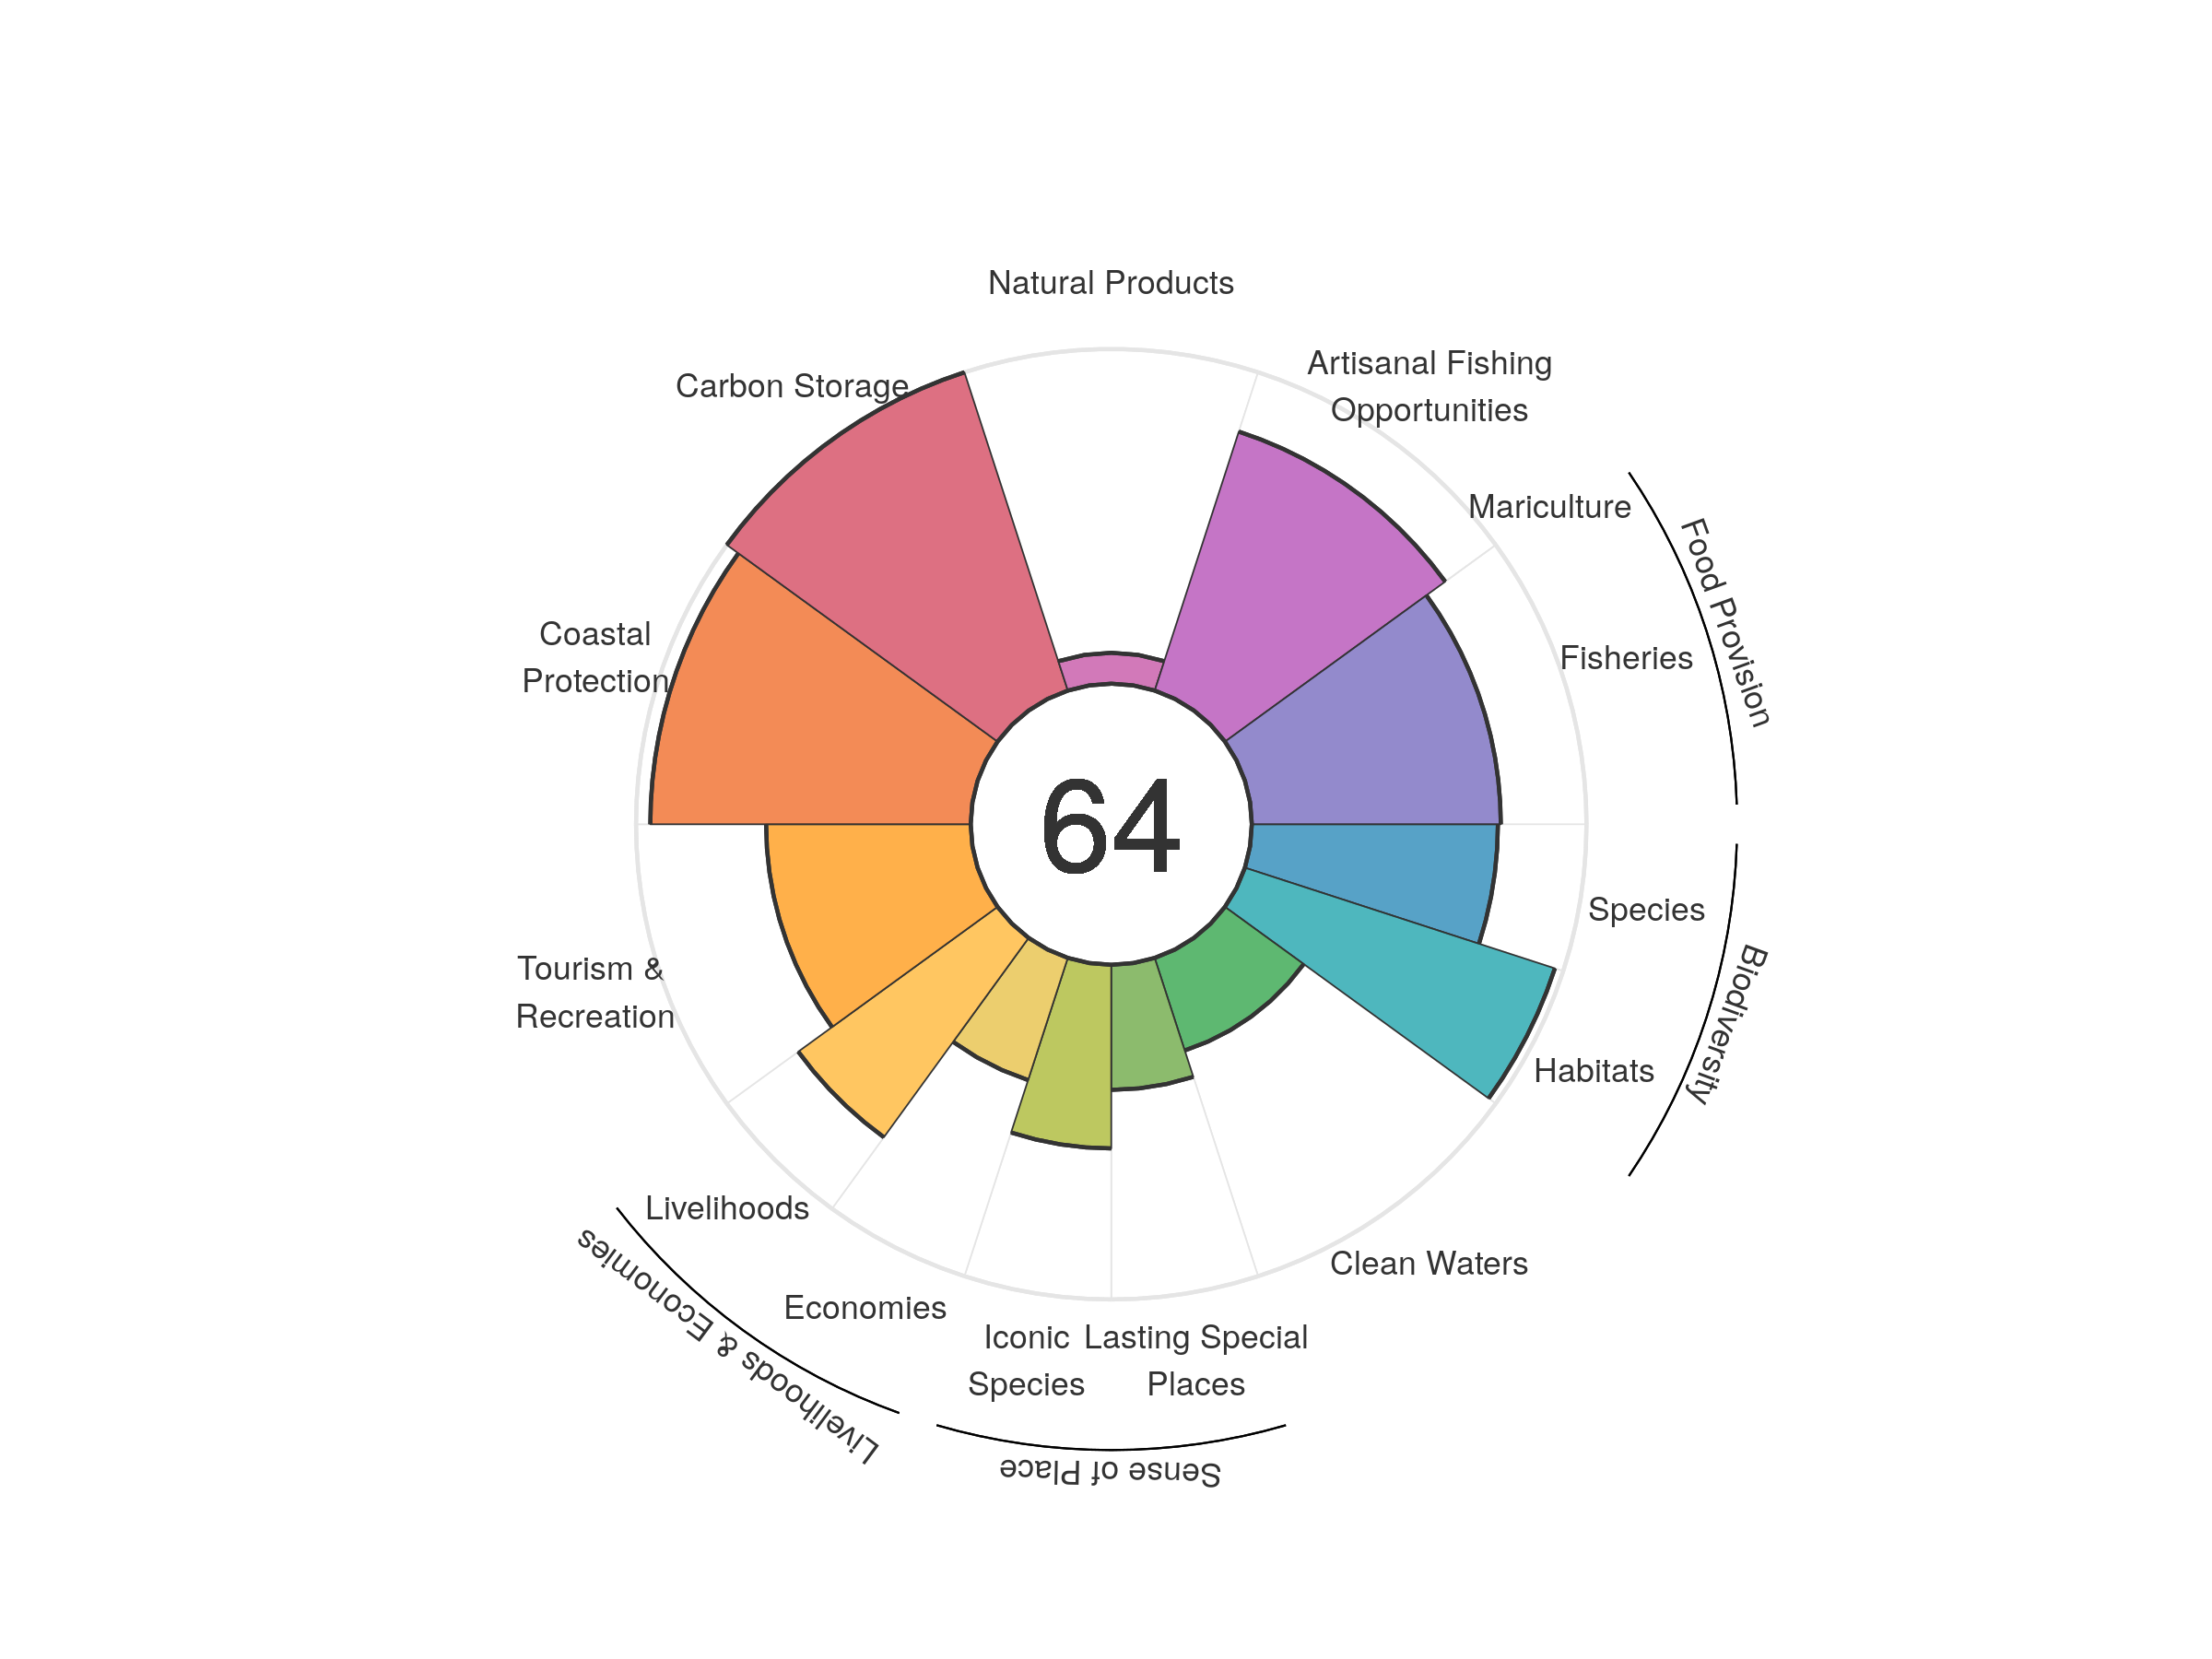 Natural Products
Artisanal Fishing
Opportunities
Carbon Storage
Mariculture
Food Provision
Coastal
Protection
Fisheries
64
Species
Biodiversity
Tourism &
Recreation
Habitats
Livelihoods
Livelihoods & Economies
Clean Waters
Economies
Iconic
Species
Lasting Special
Places
Sense of Place